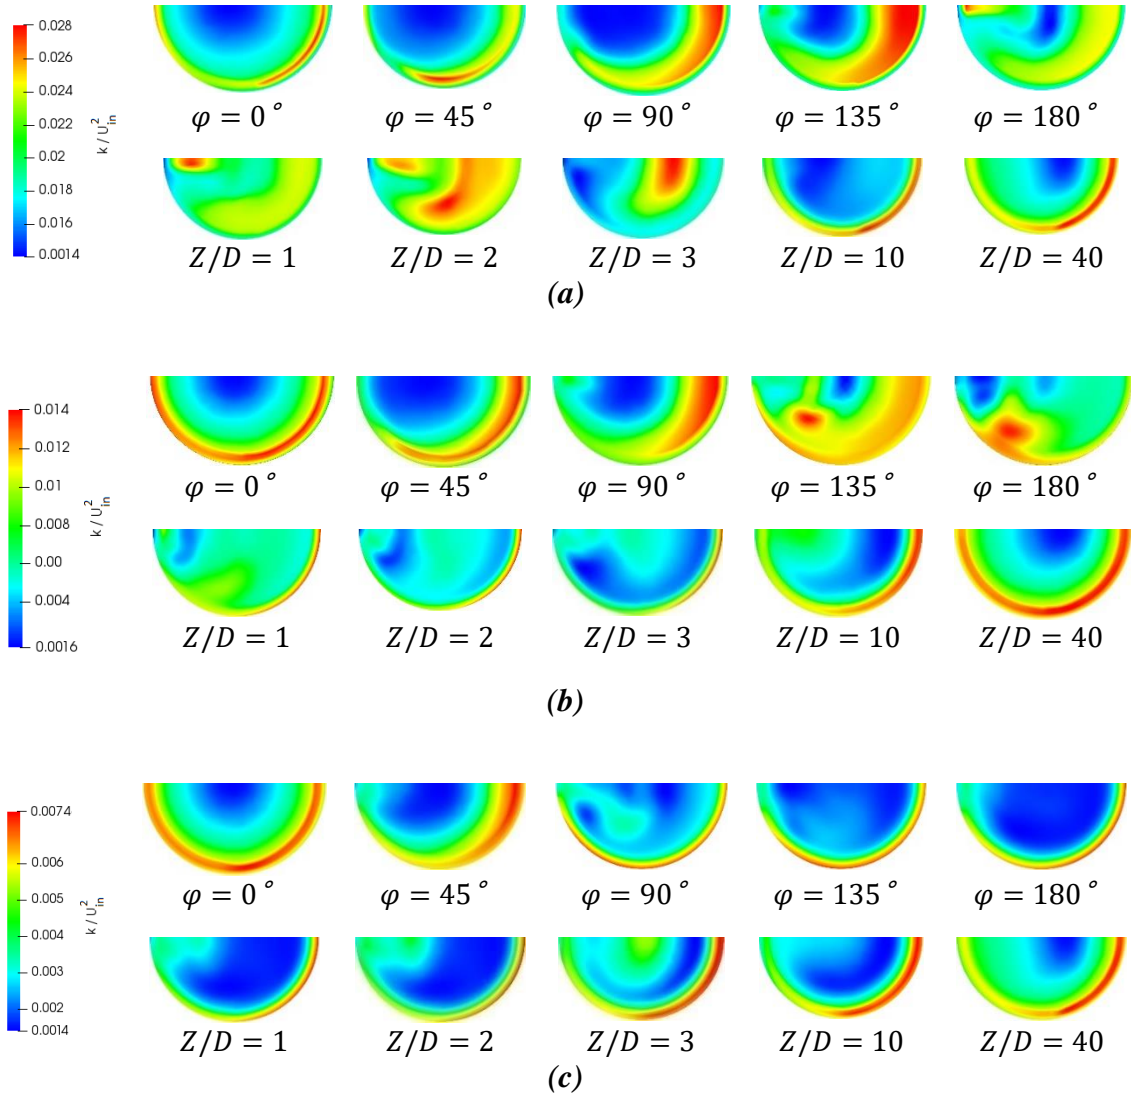 0.028
0.026
0.024
0.022
0.02
0.018
0.016
0.0014
k / U_in^2
φ = 0° φ = 45° φ = 90° φ = 135° φ = 180°
Z/D = 1 Z/D = 2 Z/D = 3 Z/D = 10 Z/D = 40
(a)
0.014
0.012
0.01
0.008
0.00
0.004
0.0016
k / U_in^2
φ = 0° φ = 45° φ = 90° φ = 135° φ = 180°
Z/D = 1 Z/D = 2 Z/D = 3 Z/D = 10 Z/D = 40
(b)
0.0074
0.006
0.005
0.004
0.003
0.002
0.0014
k / U_in^2
φ = 0° φ = 45° φ = 90° φ = 135° φ = 180°
Z/D = 1 Z/D = 2 Z/D = 3 Z/D = 10 Z/D = 40
(c)